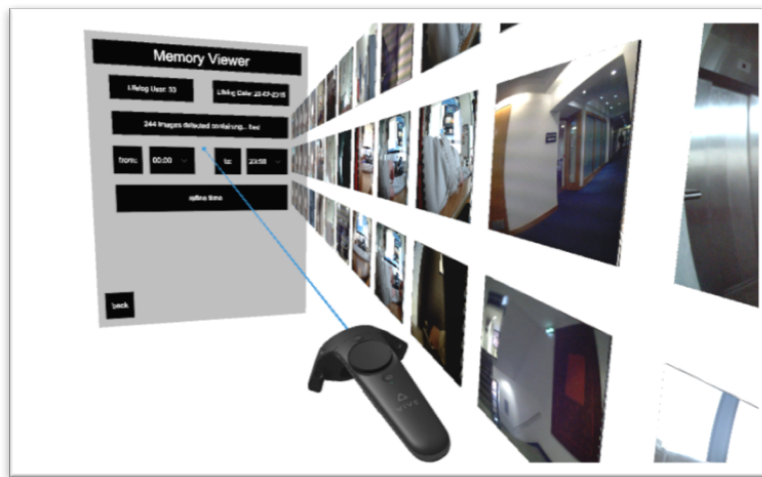 Memory Viewer
Lifelog User: 
Lifelog Date: 
244 images detected containing... 
from:
00:00
to:
23:59
refine time
back
VIVE